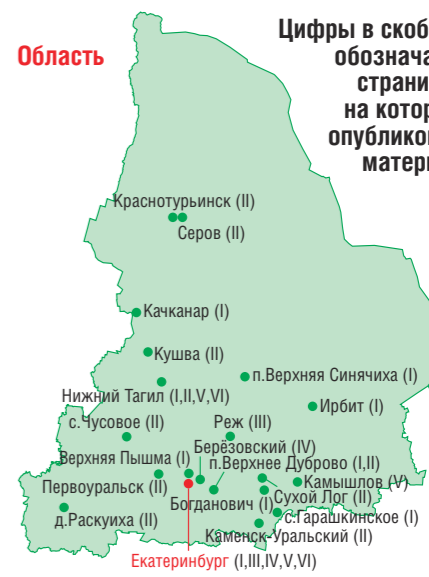 Область
Цифры в скоб
обознача
страни
на котор
опубликов
матери
Краснотурьинск (II)
Серов (II)
Качканар (I)
Кушва (II)
п.Верхняя Синячиха (I)
Нижний Тагил (I,II,V,VI)
Ирбит (I)
с.Чусовое (II)
Реж (III)
Берёзовский (IV)
Верхняя Пышма (I)
п.Верхнее Дуброво (I,II)
Камышлов (V)
Первоуральск (II)
Сухой Лог (II)
Богданович (I)
с.Гарашкинское (I)
д.Раскуиха (II)
Каменск-Уральский (II)
Екатеринбург (I,III,IV,V,VI)